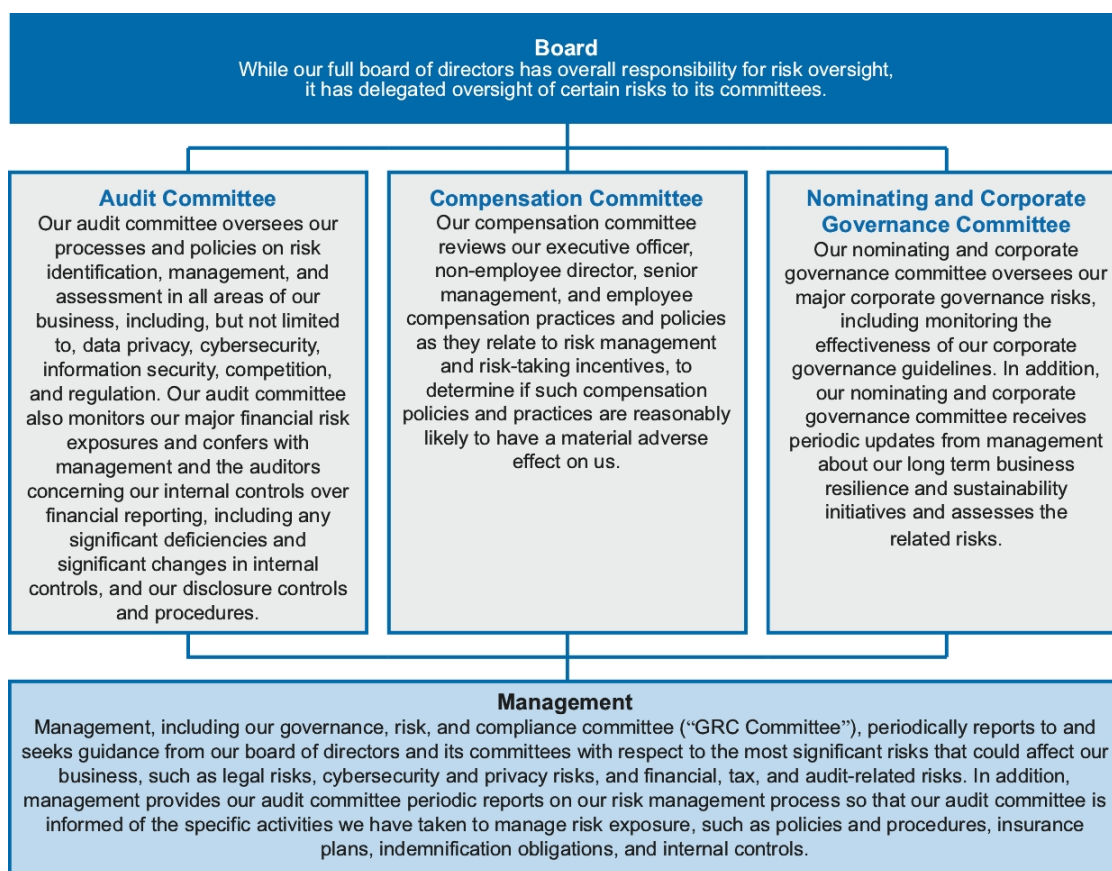 Board
While our full board of directors has overall responsibility for risk oversight,
it has delegated oversight of certain risks to its committees.
Audit Committee
Our audit committee oversees our
processes and policies on risk
identification, management, and
assessment in all areas of our
business, including, but not limited
to, data privacy, cybersecurity,
information security, competition,
and regulation. Our audit committee
also monitors our major financial risk
exposures and confers with
management and the auditors
concerning our internal controls over
financial reporting, including any
significant deficiencies and
significant changes in internal
controls, and our disclosure controls
and procedures.
Compensation Committee
Our compensation committee
reviews our executive officer,
non-employee director, senior
management, and employee
compensation practices and policies
as they relate to risk management
and risk-taking incentives, to
determine if such compensation
policies and practices are reasonably
likely to have a material adverse
effect on us.
Nominating and Corporate
Governance Committee
Our nominating and corporate
governance committee oversees our
major corporate governance risks,
including monitoring the
effectiveness of our corporate
governance guidelines. In addition,
our nominating and corporate
governance committee receives
periodic updates from management
about our long term business
resilience and sustainability
initiatives and assesses the
related risks.
Management
Management, including our governance, risk, and compliance committee (“GRC Committee”), periodically reports to and
seeks guidance from our board of directors and its committees with respect to the most significant risks that could affect our
business, such as legal risks, cybersecurity and privacy risks, and financial, tax, and audit-related risks. In addition,
management provides our audit committee periodic reports on our risk management process so that our audit committee is
informed of the specific activities we have taken to manage risk exposure, such as policies and procedures, insurance
plans, indemnification obligations, and internal controls.